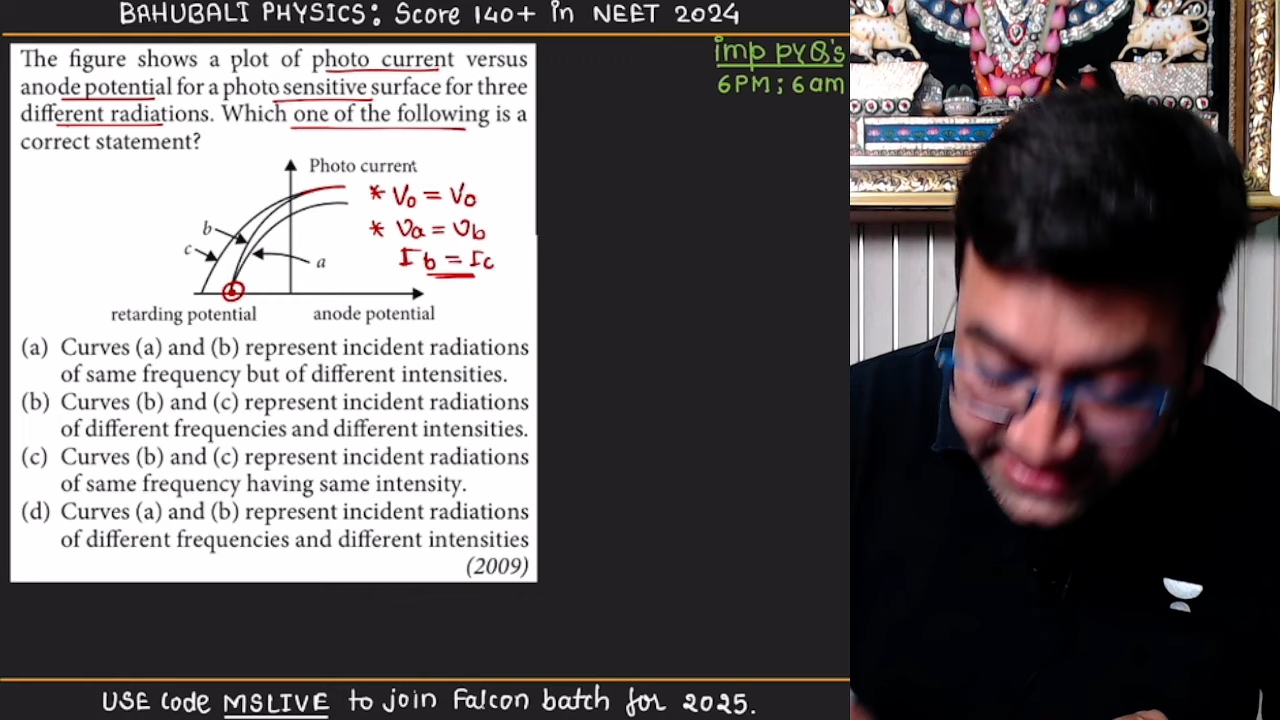 BAHUBALI PHYSICS: Score 140+ in NEET 2024
imp pyQ's
6PM ; 6am
The figure shows a plot of photo current versus
anode potential for a photo sensitive surface for three
different radiations. Which one of the following is a
correct statement?
Photo current
* V₀ = V₀
b
* νa = νb
c
a
Ib = Ic
retarding potential
anode potential
(a) Curves (a) and (b) represent incident radiations
of same frequency but of different intensities.
(b) Curves (b) and (c) represent incident radiations
of different frequencies and different intensities.
(c) Curves (b) and (c) represent incident radiations
of same frequency having same intensity.
(d) Curves (a) and (b) represent incident radiations
of different frequencies and different intensities
(2009)
USE Code MSLIVE to join Falcon batch for 2025.